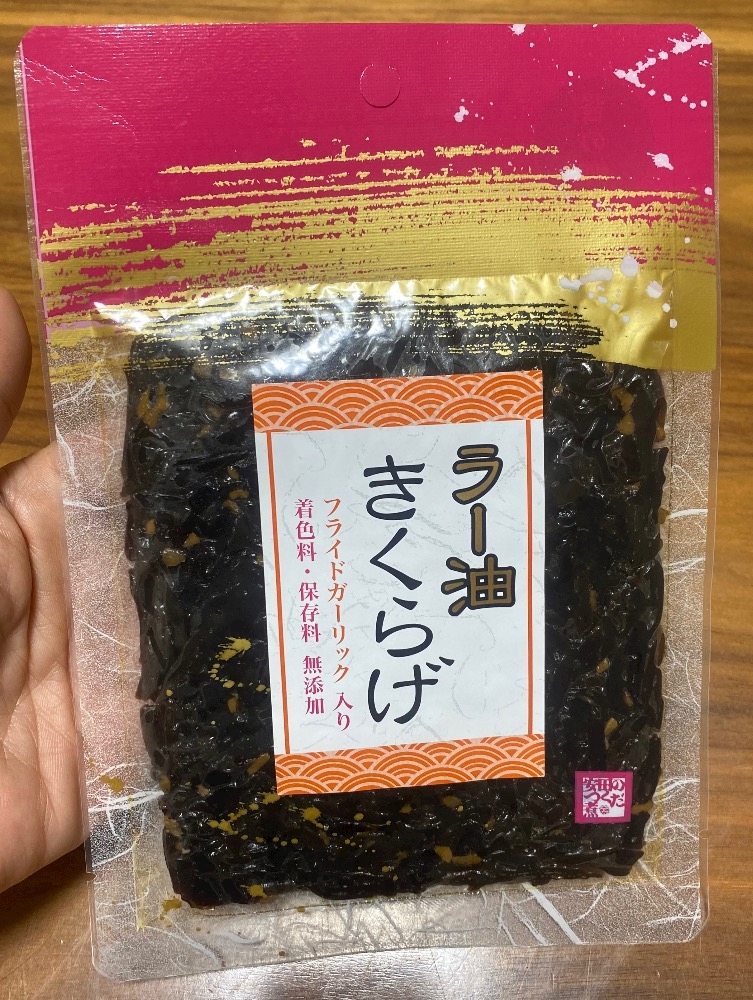 ラー油
きくらげ
フライドガーリック入り
着色料・保存料 無添加